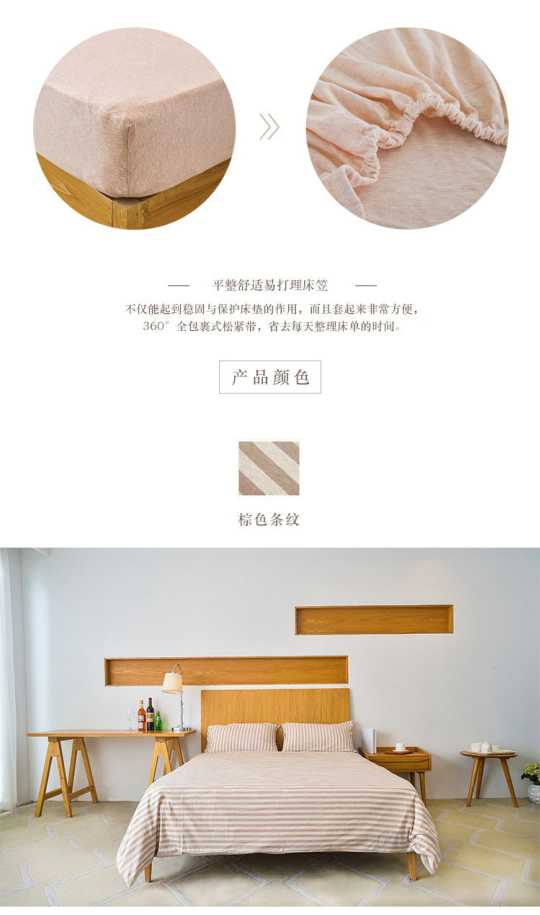 平整舒适易打理床笠
不仅能起到稳固与保护床垫的作用，而且套起来非常方便，
360°全包裹式松紧带，省去每天整理床单的时间。
产品颜色
棕色条纹